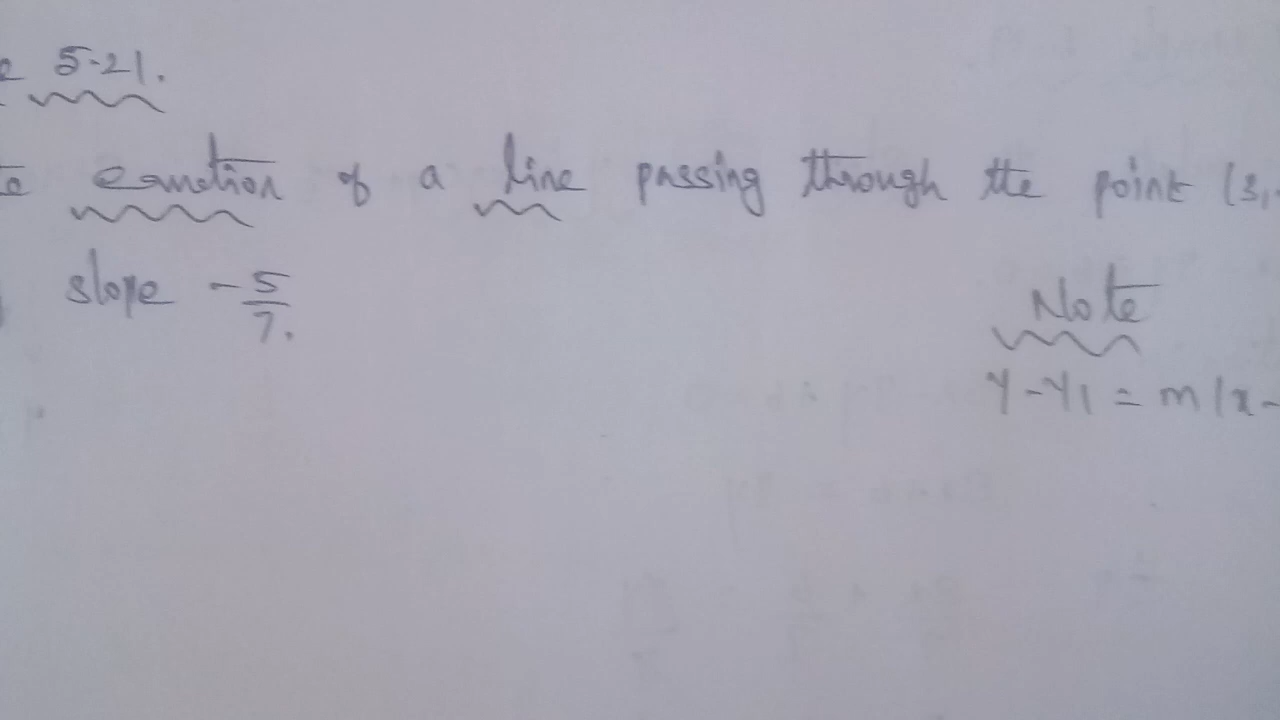 5.21.
equation of a line passing through the point (3,
slope - 5/7.
Note
y-y1 = m(x-